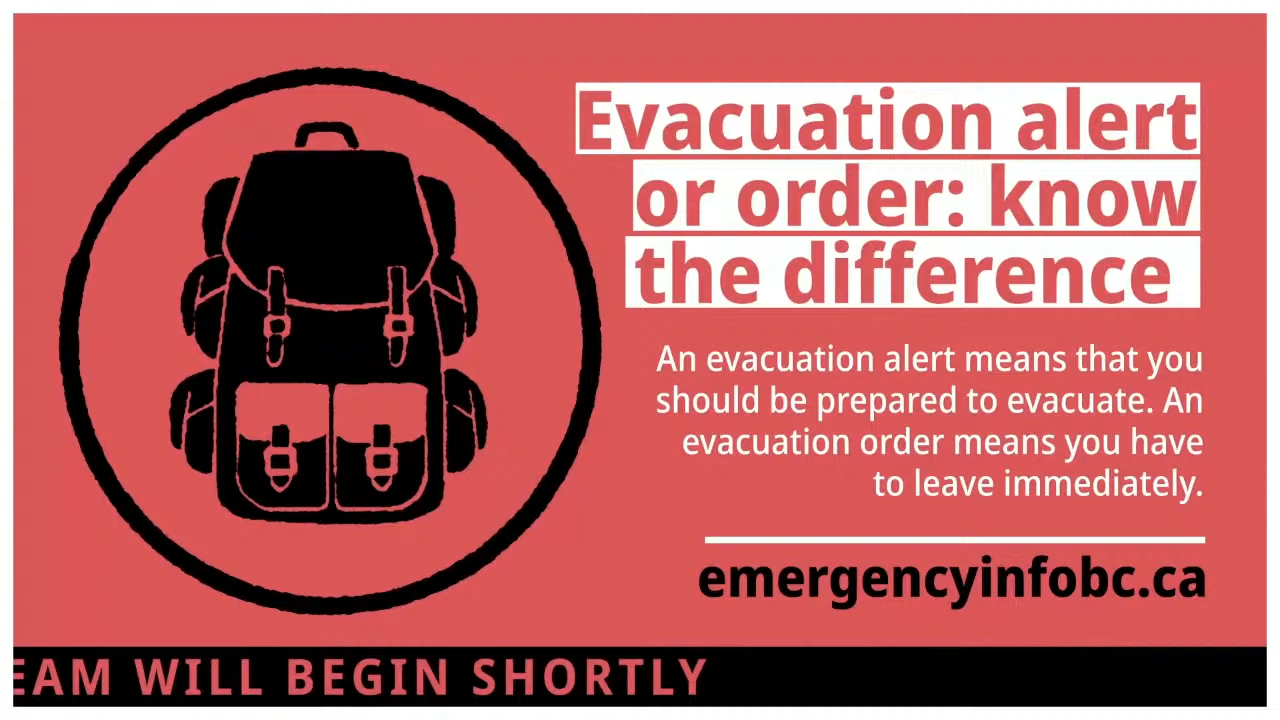 Evacuation alert
or order: know
the difference
An evacuation alert means that you
should be prepared to evacuate. An
evacuation order means you have
to leave immediately.
emergencyinfobc.ca
EAM WILL BEGIN SHORTLY